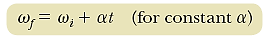 ω_f = ω_i + αt (for constant α)